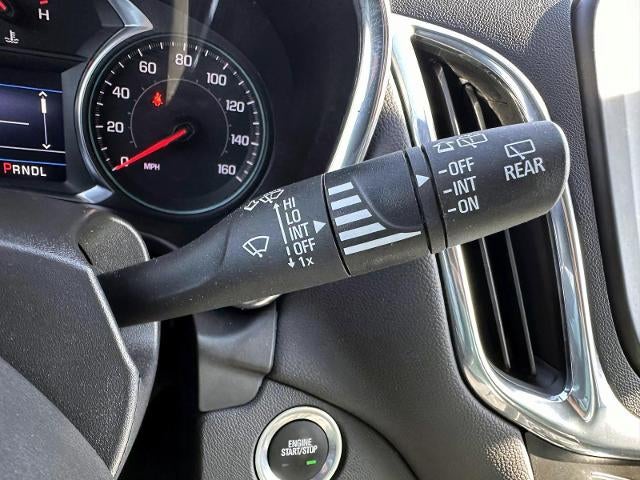 H
PRNDL
0
20
40
60
80
100
120
140
160
MPH
HI
LO
INT
OFF
1x
-OFF
-INT
-ON
REAR
ENGINE
START/STOP